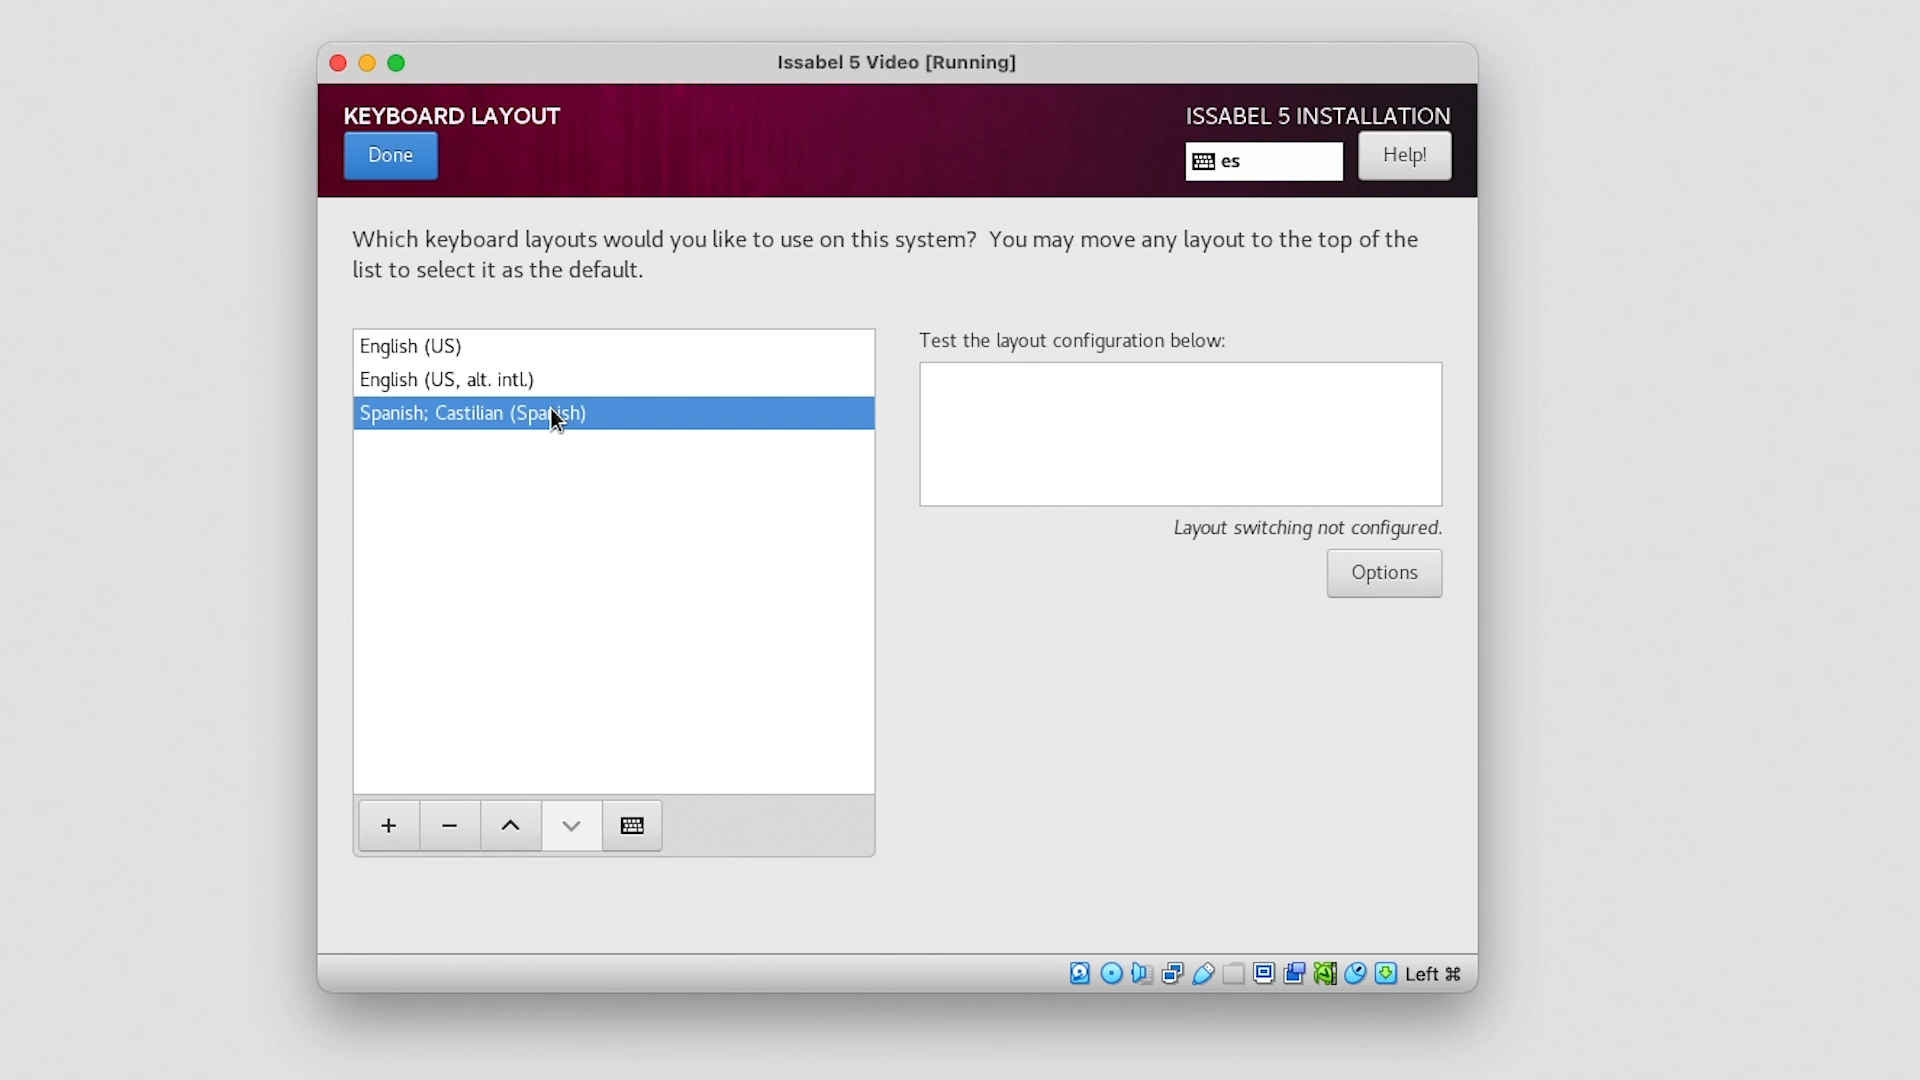 Issabel 5 Video [Running]
KEYBOARD LAYOUT
ISSABEL 5 INSTALLATION
Done
es
Help!
Which keyboard layouts would you like to use on this system? You may move any layout to the top of the
list to select it as the default.
English (US)
English (US, alt. intl.)
Spanish; Castilian (Spanish)
Test the layout configuration below:
Layout switching not configured.
Options
Left ⌘